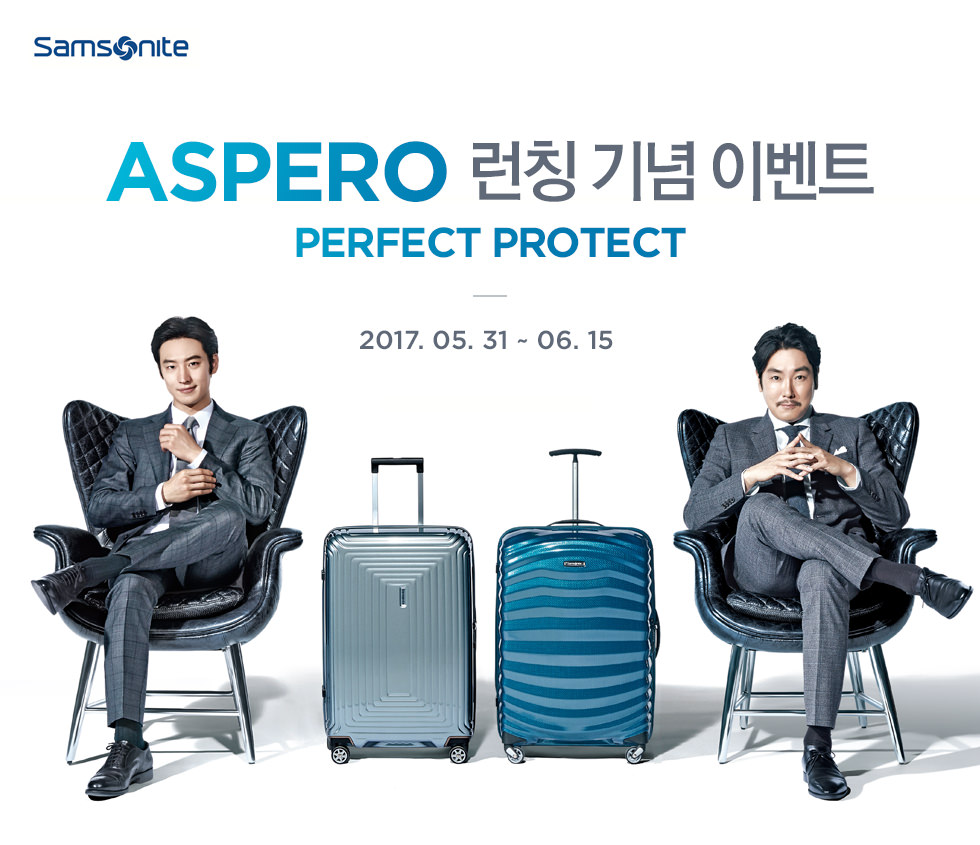 Samsonite
ASPERO 런칭 기념 이벤트
PERFECT PROTECT
2017. 05. 31 ~ 06. 15